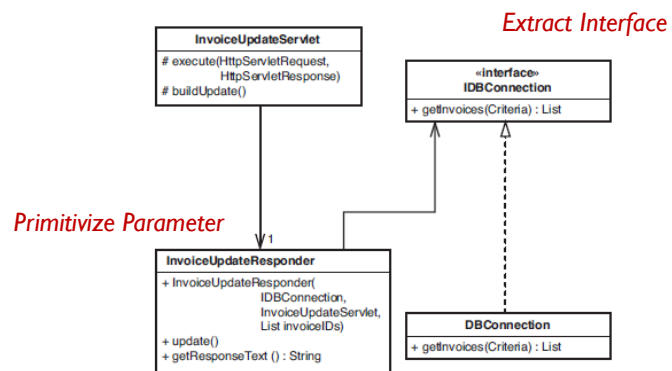 Extract Interface
InvoiceUpdateServlet
# execute(HttpServletRequest,
HttpServletResponse)
# buildUpdate()
«interface»
IDBConnection
+ getInvoices(Criteria) : List
Primitivize Parameter
1
InvoiceUpdateResponder
+ InvoiceUpdateResponder(
IDBConnection,
InvoiceUpdateServlet,
List invoiceIDs)
+ update()
+ getResponseText () : String
DBConnection
+ getInvoices(Criteria) : List